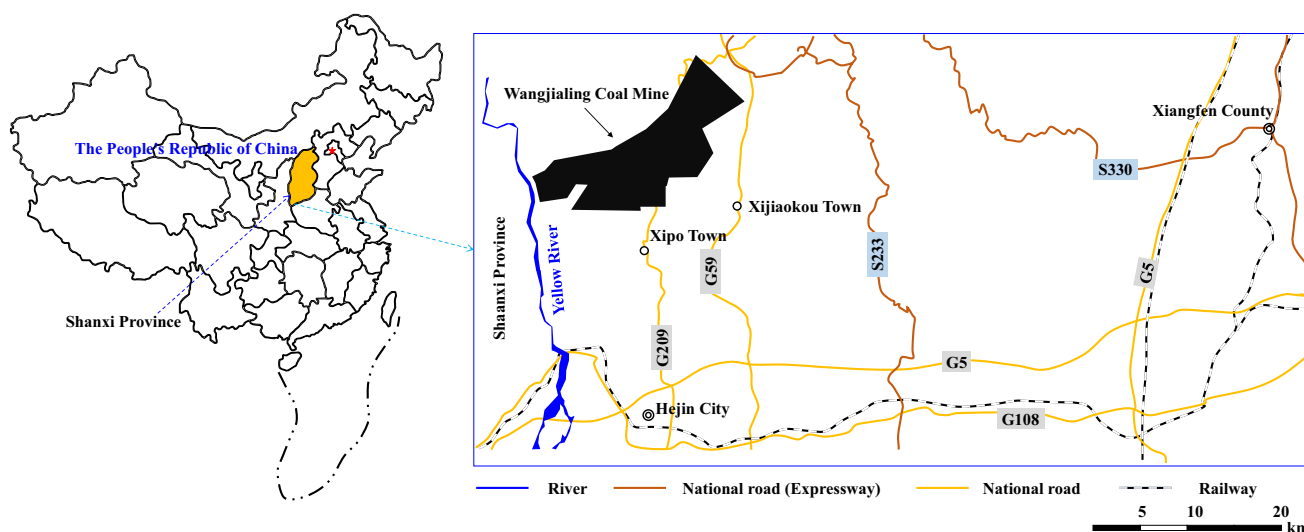 The People's Republic of China
Shanxi Province
Wangjialing Coal Mine
Xiangfen County
S330
Xijiaokou Town
Xipo Town
Shaanxi Province
Yellow River
G59
S233
G5
G209
G5
Hejin City
G108
River
National road (Expressway)
National road
Railway
5 10 20
km